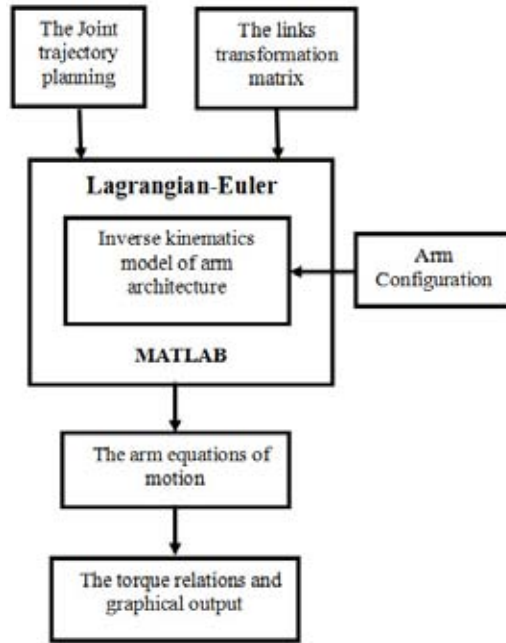 The Joint
trajectory
planning
The links
transformation
matrix
Lagrangian-Euler
Inverse kinematics
model of arm
architecture
Arm
Configuration
MATLAB
The arm equations of
motion
The torque relations and
graphical output